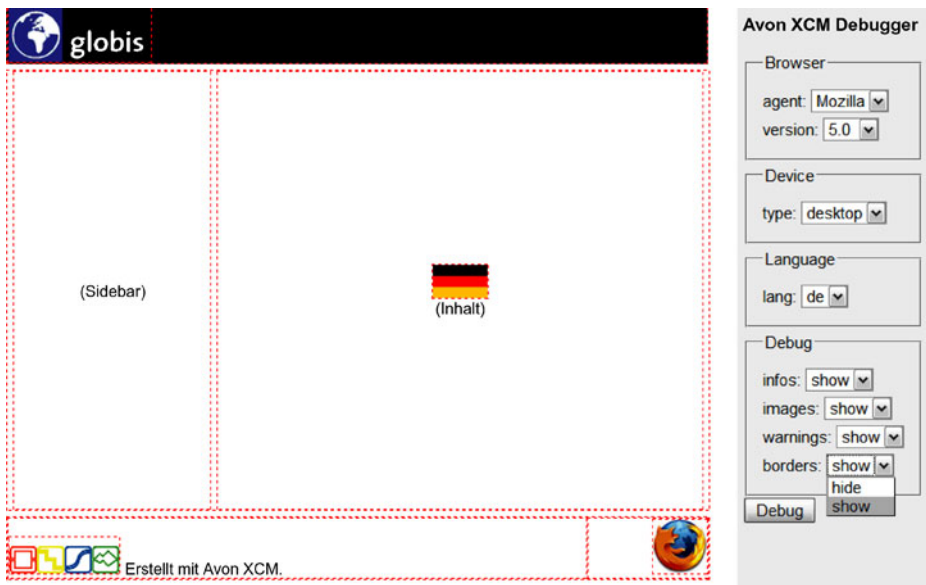 globis
(Sidebar)
(Inhalt)
Erstellt mit Avon XCM.
Avon XCM Debugger
Browser
agent: Mozilla
version: 5.0
Device
type: desktop
Language
lang: de
Debug
infos: show
images: show
warnings: show
borders: show
hide
show
Debug